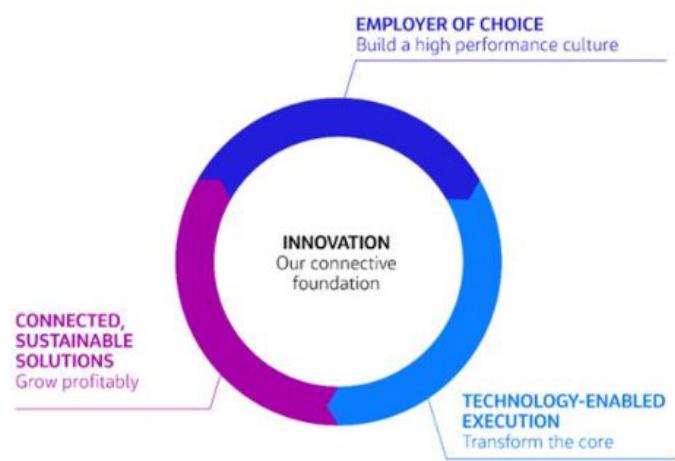 EMPLOYER OF CHOICE
Build a high performance culture
INNOVATION
Our connective
foundation
CONNECTED,
SUSTAINABLE
SOLUTIONS
Grow profitably
TECHNOLOGY-ENABLED
EXECUTION
Transform the core